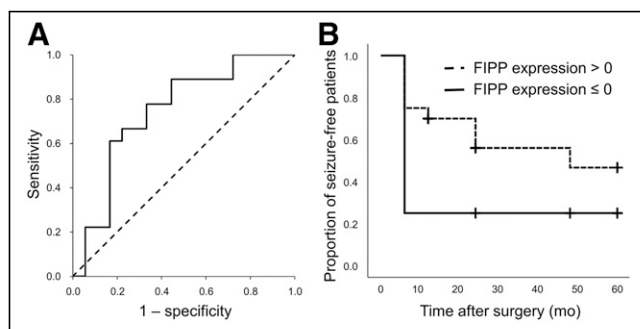 A
Sensitivity
1.0
0.8
0.6
0.4
0.2
0.0
0.0 0.2 0.4 0.6 0.8 1.0
1 – specificity
B
Proportion of seizure-free patients
1.0
0.8
0.6
0.4
0.2
0.0
FIPP expression > 0
FIPP expression ≤ 0
0 10 20 30 40 50 60
Time after surgery (mo)